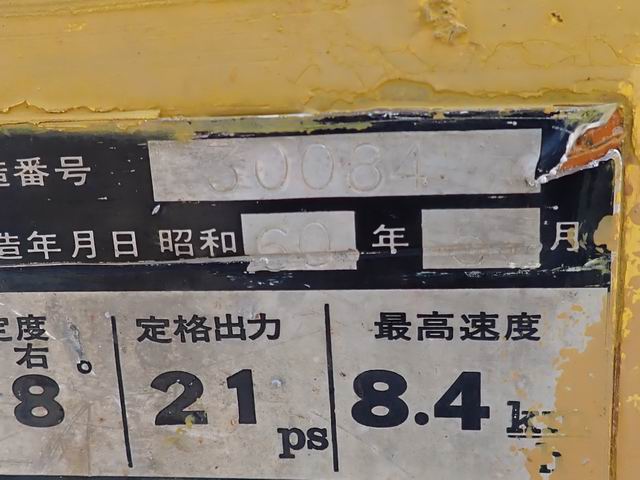 造番号 30084
造年月日 昭和 60 年 月
定度 定格出力 最高速度
右
8° 21 ps 8.4 k